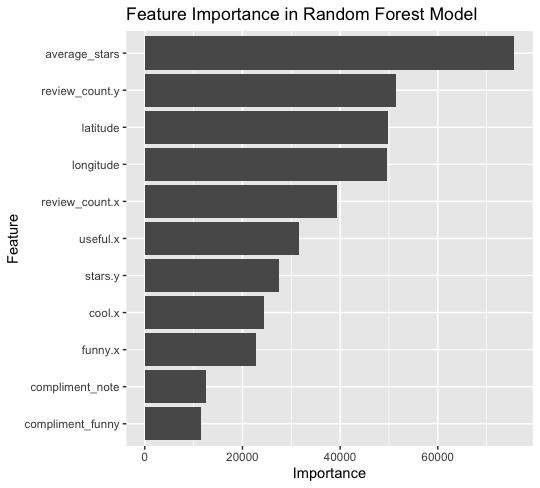 Feature Importance in Random Forest Model
average_stars
review_count.y
latitude
longitude
review_count.x
useful.x
stars.y
cool.x
funny.x
compliment_note
compliment_funny
Feature
0 20000 40000 60000
Importance